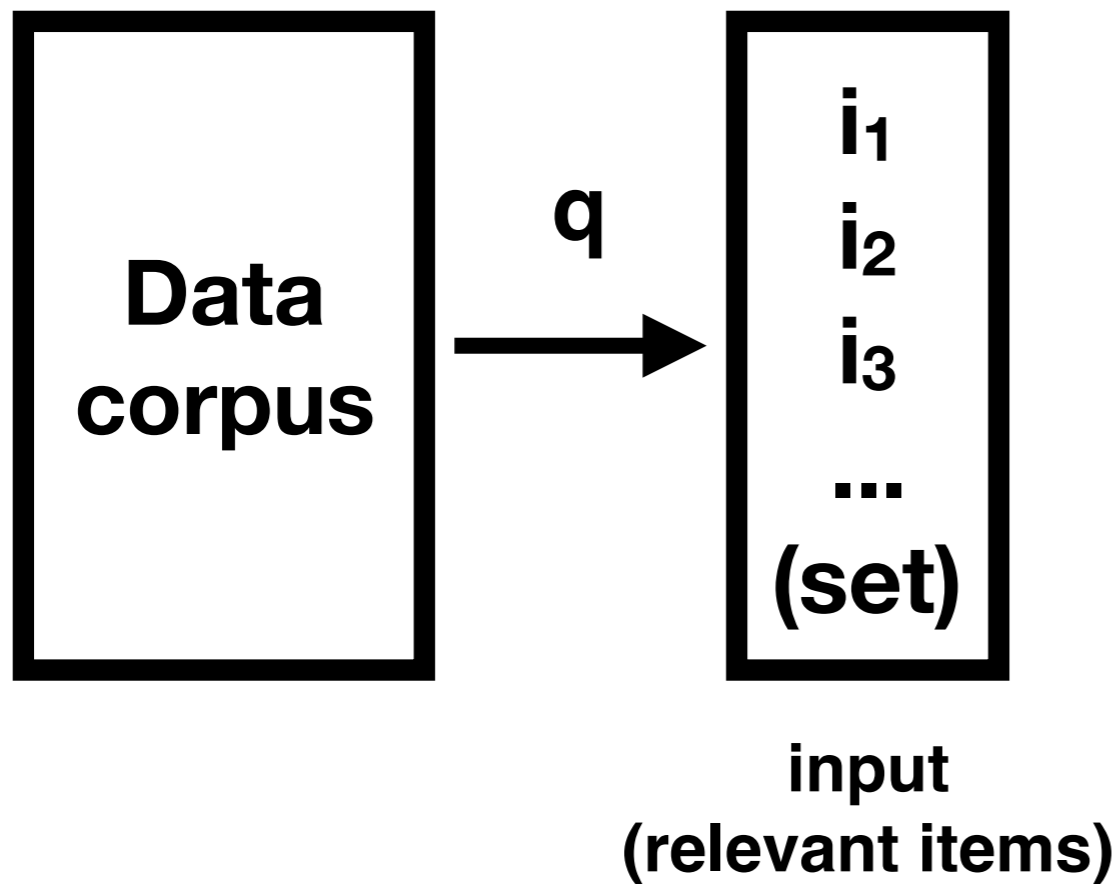 Data
corpus
q
i₁
i₂
i₃
...
(set)
input
(relevant items)